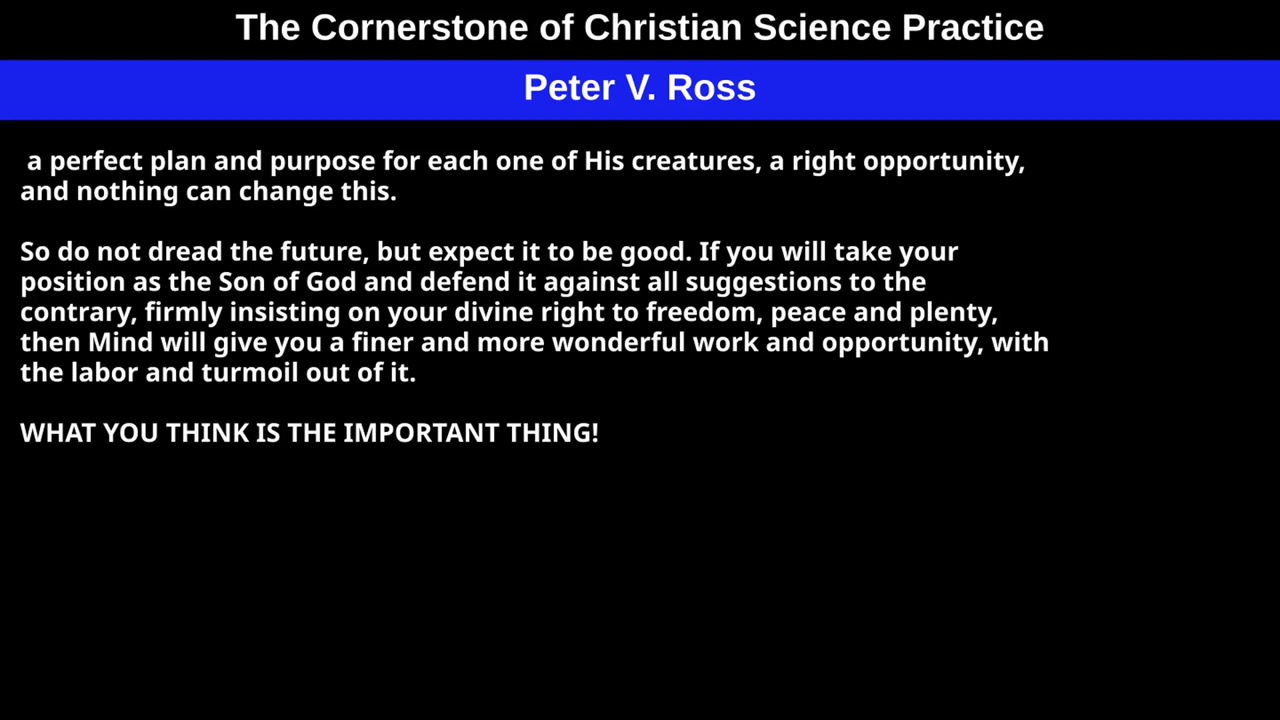 The Cornerstone of Christian Science Practice
Peter V. Ross
a perfect plan and purpose for each one of His creatures, a right opportunity,
and nothing can change this.
So do not dread the future, but expect it to be good. If you will take your
position as the Son of God and defend it against all suggestions to the
contrary, firmly insisting on your divine right to freedom, peace and plenty,
then Mind will give you a finer and more wonderful work and opportunity, with
the labor and turmoil out of it.
WHAT YOU THINK IS THE IMPORTANT THING!